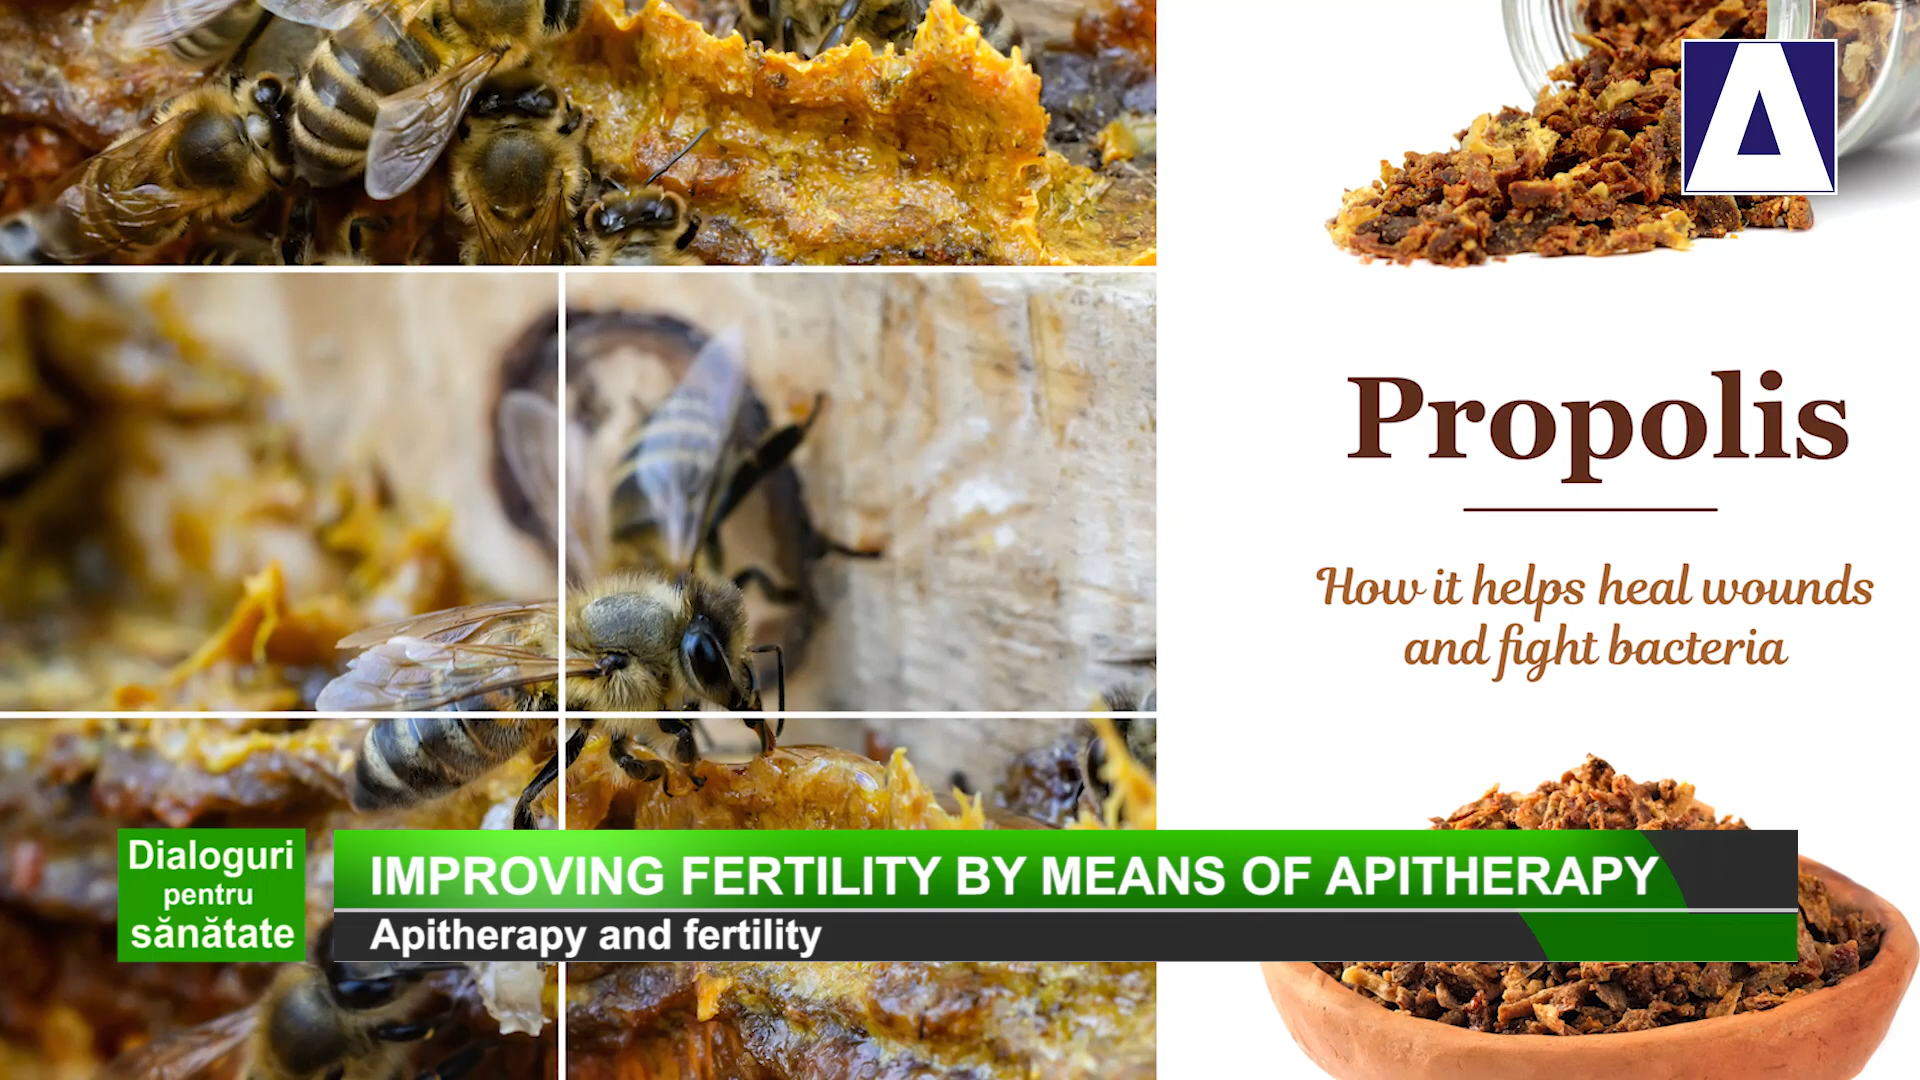 A
Propolis
How it helps heal wounds
and fight bacteria
Dialoguri
pentru
sănătate
IMPROVING FERTILITY BY MEANS OF APITHERAPY
Apitherapy and fertility